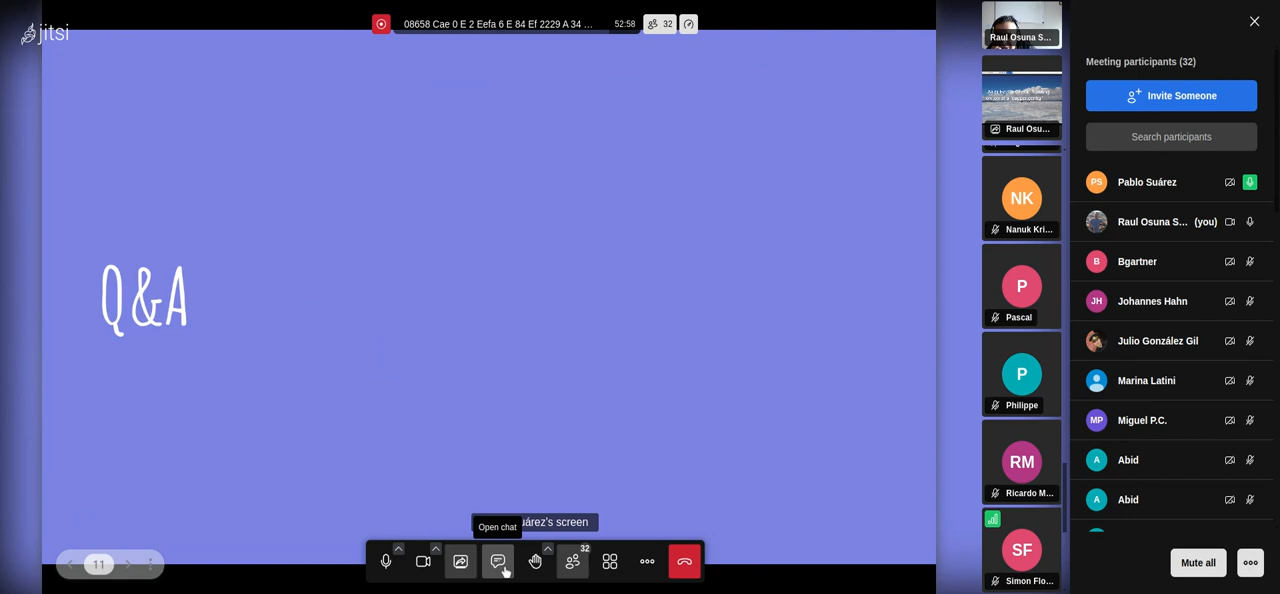 jitsi
08658 Cae 0 E 2 Eefa 6 E 84 Ef 2229 A 34 ...
52:58
32
Q&A
uárez's screen
Open chat
32
11
Raul Osuna S...
Raul Osu...
NK
Nanuk Kri...
P
Pascal
P
Philippe
RM
Ricardo M...
SF
Simon Flo...
Meeting participants (32)
Invite Someone
Search participants
PS Pablo Suárez
Raul Osuna S... (you)
B Bgartner
JH Johannes Hahn
Julio González Gil
Marina Latini
MP Miguel P.C.
A Abid
A Abid
Mute all